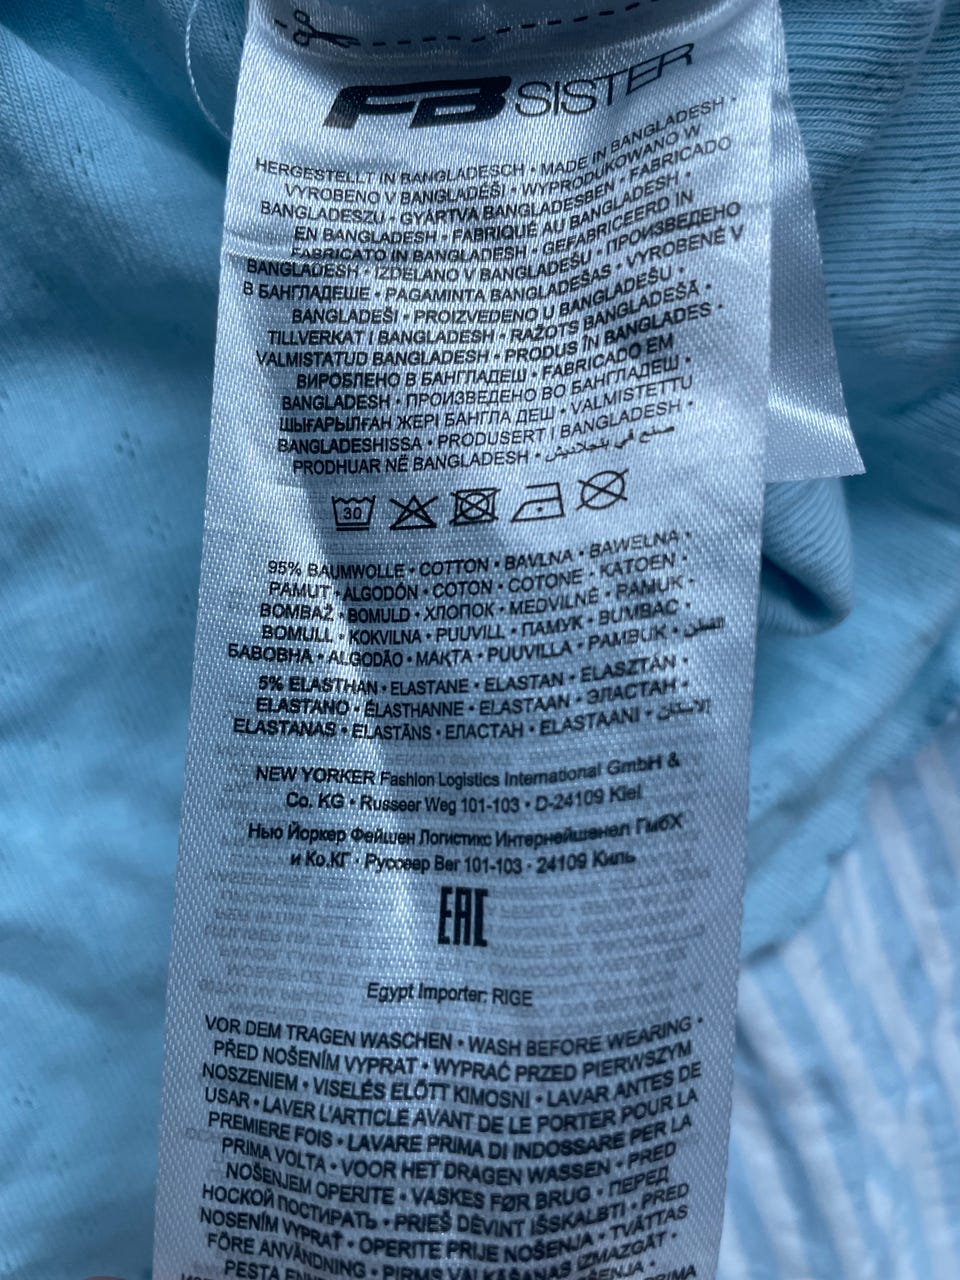 FB SISTER
HERGESTELLT IN BANGLADESCH • MADE IN BANGLADESH •
VYROBENO V BANGLADÉŠI • WYPRODUKOWANO W
BANGLADESZU • GYÁRTVA BANGLADESBEN • FABRICADO
EN BANGLADESH • FABRIQUÉ AU BANGLADESH •
FABBRICATO IN BANGLADESH • GEFABRICEERD IN
BANGLADESH • IZDELANO V BANGLADEŠU • ПРОИЗВЕДЕНО
В БАНГЛАДЕШЕ • PAGAMINTA BANGLADEŠAS • VYROBENÉ V
BANGLADÉŠI • PROIZVEDENO U BANGLADEŠU •
TILLVERKAT I BANGLADESH • RAŽOTS BANGLADEŠĀ •
VALMISTATUD BANGLADESH • PRODUS ÎN BANGLADES •
ВИРОБЛЕНО В БАНГЛАДЕШ • FABRICADO EM
BANGLADESH • ПРОИЗВЕДЕНО ВО БАНГЛАДЕШ •
ШЫҒАРЫЛҒАН ЖЕРІ БАНГЛА ДЕШ • VALMISTETTU
BANGLADESHISSA • PRODUSERT I BANGLADESH •
PRODHUAR NË BANGLADESH • صنع في بنجلاديش
30
95% BAUMWOLLE • COTTON • BAVLNA • BAWEŁNA •
PAMUT • ALGODÓN • COTON • COTONE • KATOEN •
BOMBAŽ • BOMULD • ХЛОПОК • MEDVILNĖ • PAMUK •
BOMULL • KOKVILNA • PUUVILL • ПАМУК • BUMBAC •
БАВОВНА • ALGODÃO • МАҚТА • PUUVILLA • PAMBUK • القطن
5% ELASTHAN • ELASTANE • ELASTAN • ELASZTÁN •
ELASTANO • ÉLASTHANNE • ELASTAAN • ЭЛАСТАН •
ELASTANAS • ELASTĀNS • ЕЛАСТАН • ELASTAANI • الاستان
NEW YORKER Fashion Logistics International GmbH &
Co. KG • Russeer Weg 101-103 • D-24109 Kiel
Нью Йоркер Фейшен Логистикс Интернейшенел ГмбХ
и Ко.КГ • Руссеер Вег 101-103 • 24109 Киль
EAC
Egypt Importer: RIGE
VOR DEM TRAGEN WASCHEN • WASH BEFORE WEARING •
PŘED NOŠENÍM VYPRAT • WYPRAĆ PRZED PIERWSZYM
NOSZENIEM • VISELÉS ELŐTT KIMOSNI • LAVAR ANTES DE
USAR • LAVER L'ARTICLE AVANT DE LE PORTER POUR LA
PREMIERE FOIS • LAVARE PRIMA DI INDOSSARE PER LA
PRIMA VOLTA • VOOR HET DRAGEN WASSEN • PRED
NOŠENJEM OPERITE • VASKES FØR BRUG • ПЕРЕД
НОСКОЙ ПОСТИРАТЬ • PRIEŠ DĖVINT IŠSKALBTI • PRED
NOSENÍM VYPRAŤ • OPERITE PRIJE NOŠENJA • TVÄTTAS
FÖRE ANVÄNDNING • PIRMS VALKĀŠANAS IZMAZGĀT •